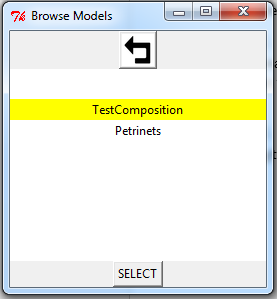 Browse Models
TestComposition
Petrinets
SELECT